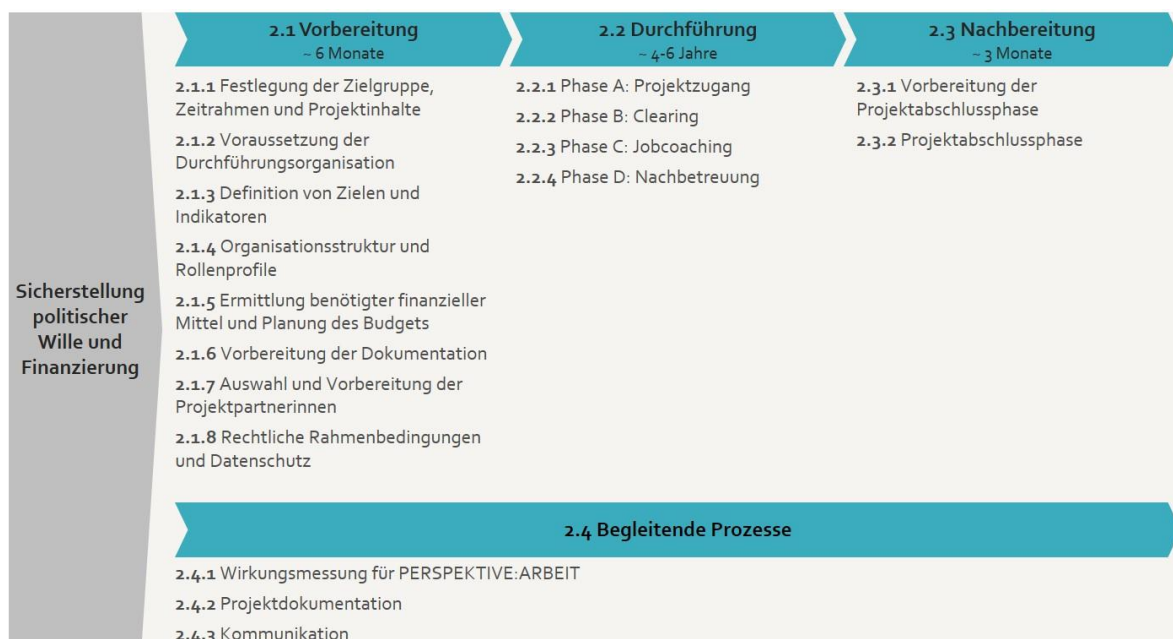 Sicherstellung
politischer
Wille und
Finanzierung
2.1 Vorbereitung
~ 6 Monate
2.1.1 Festlegung der Zielgruppe,
Zeitrahmen und Projektinhalte
2.1.2 Voraussetzung der
Durchführungsorganisation
2.1.3 Definition von Zielen und
Indikatoren
2.1.4 Organisationsstruktur und
Rollenprofile
2.1.5 Ermittlung benötigter finanzieller
Mittel und Planung des Budgets
2.1.6 Vorbereitung der Dokumentation
2.1.7 Auswahl und Vorbereitung der
Projektpartnerinnen
2.1.8 Rechtliche Rahmenbedingungen
und Datenschutz
2.2 Durchführung
~ 4-6 Jahre
2.2.1 Phase A: Projektzugang
2.2.2 Phase B: Clearing
2.2.3 Phase C: Jobcoaching
2.2.4 Phase D: Nachbetreuung
2.3 Nachbereitung
~ 3 Monate
2.3.1 Vorbereitung der
Projektabschlussphase
2.3.2 Projektabschlussphase
2.4 Begleitende Prozesse
2.4.1 Wirkungsmessung für PERSPEKTIVE:ARBEIT
2.4.2 Projektdokumentation
2.4.3 Kommunikation